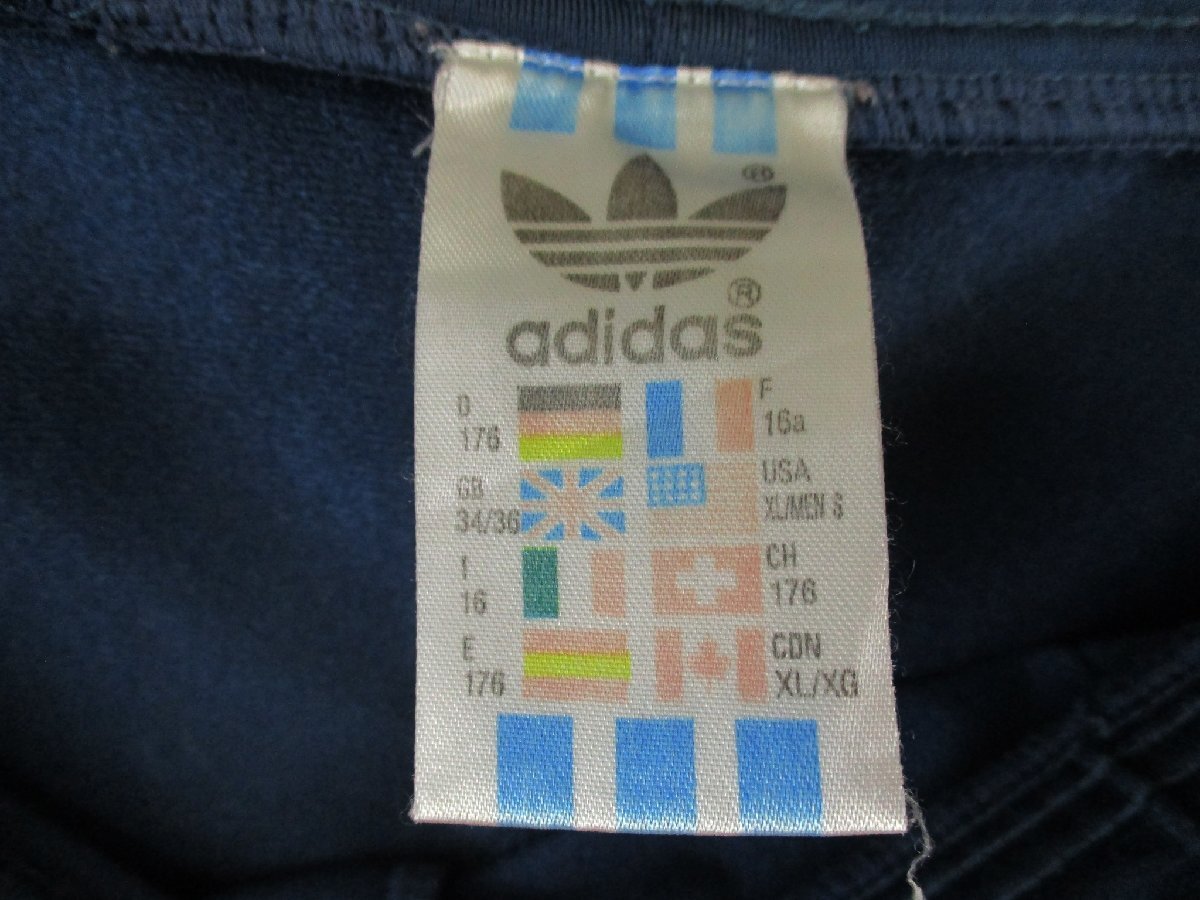 ®
®
adidas
D
176
F
16a
GB
34/36
USA
XL/MEN S
I
16
CH
176
E
176
CDN
XL/XG